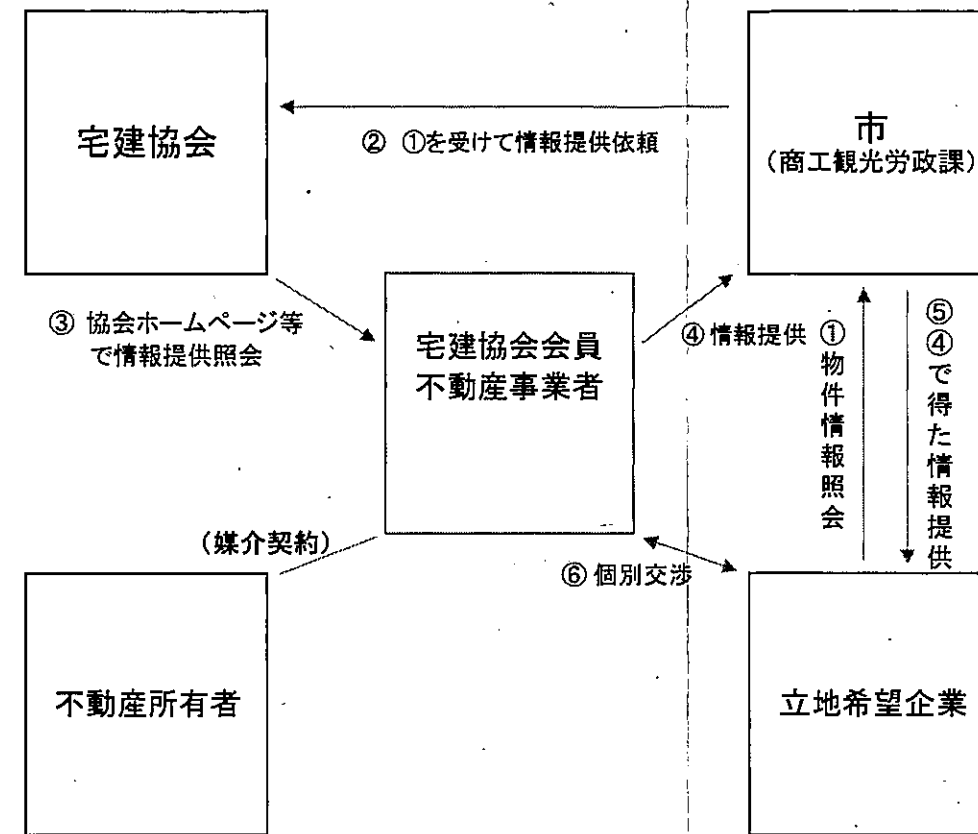 宅建協会
② ①を受けて情報提供依頼
市
(商工観光労政課)
③ 協会ホームページ等
で情報提供照会
宅建協会会員
不動産事業者
④ 情報提供
①物件情報照会
⑤④で得た情報提供
(媒介契約)
⑥ 個別交渉
不動産所有者
立地希望企業